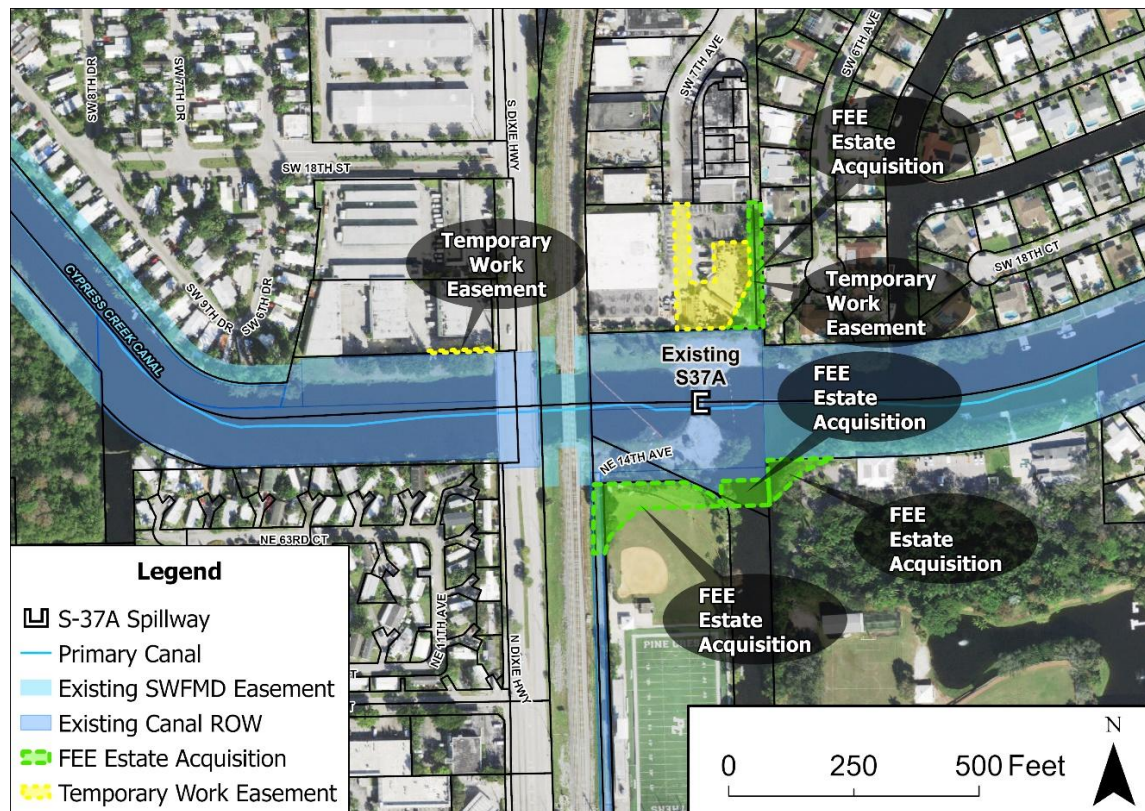 SW 8TH DR
SW 7TH DR
SW 18TH ST
S DIXIE HWY
SW 7TH AVE
SW 6TH AVE
FEE
Estate
Acquisition
Temporary
Work
Easement
SW 18TH CT
Temporary
Work
Easement
CYPRESS CREEK CANAL
SW 9TH DR
SW 6TH DR
Existing
S37A
FEE
Estate
Acquisition
NE 14TH AVE
FEE
Estate
Acquisition
FEE
Estate
Acquisition
NE 63RD CT
NE 11TH AVE
N DIXIE HWY
Legend
S-37A Spillway
Primary Canal
Existing SWFMD Easement
Existing Canal ROW
FEE Estate Acquisition
Temporary Work Easement
N
0 250 500 Feet